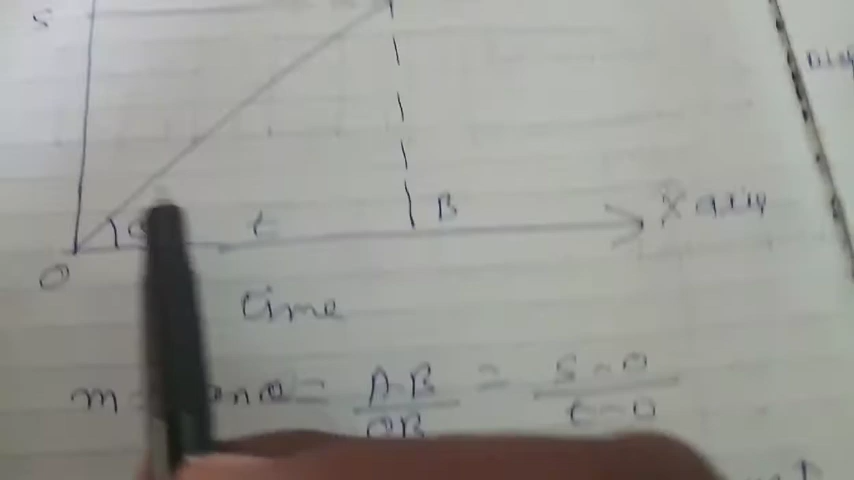 S
B
X axis
θ
t
O
time
m = tanθ = AB/OB = S-0/t-0